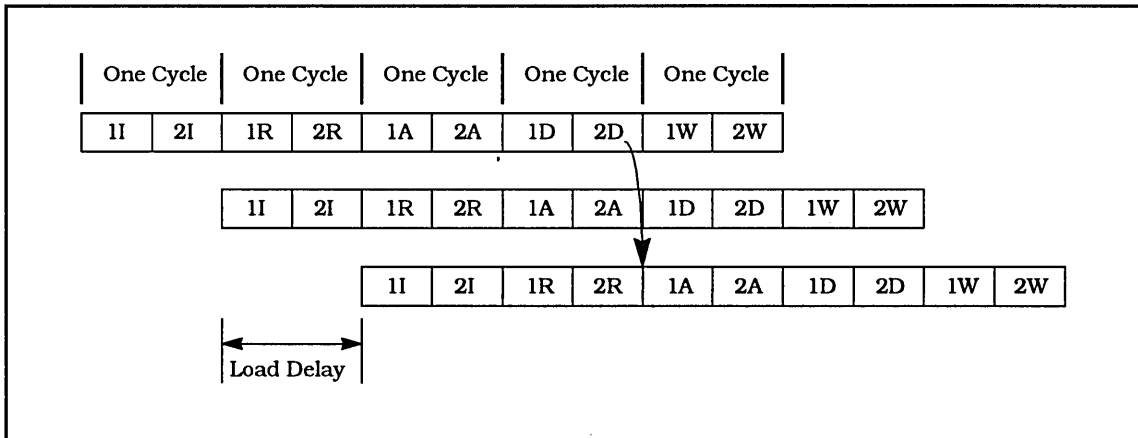 One Cycle One Cycle One Cycle One Cycle One Cycle
1I 2I 1R 2R 1A 2A 1D 2D 1W 2W
1I 2I 1R 2R 1A 2A 1D 2D 1W 2W
1I 2I 1R 2R 1A 2A 1D 2D 1W 2W
Load Delay